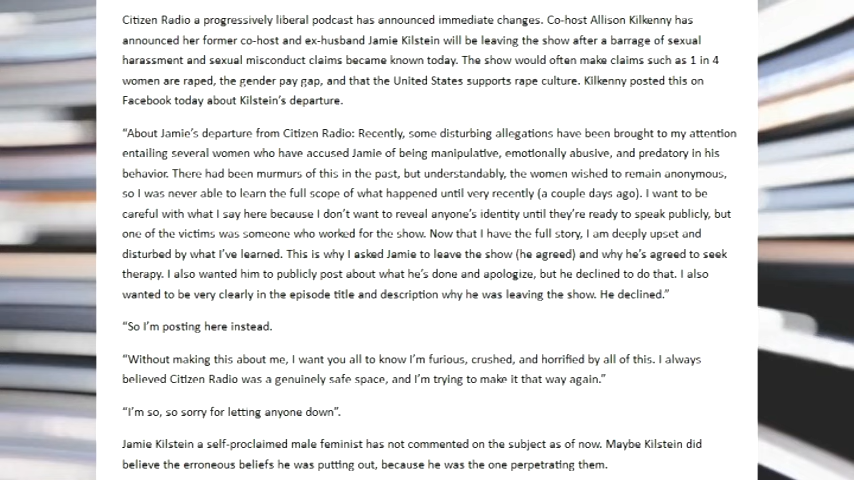 Citizen Radio a progressively liberal podcast has announced immediate changes. Co-host Allison Kilkenny has
announced her former co-host and ex-husband Jamie Kilstein will be leaving the show after a barrage of sexual
harassment and sexual misconduct claims became known today. The show would often make claims such as 1 in 4
women are raped, the gender pay gap, and that the United States supports rape culture. Kilkenny posted this on
Facebook today about Kilstein's departure.
“About Jamie's departure from Citizen Radio: Recently, some disturbing allegations have been brought to my attention
entailing several women who have accused Jamie of being manipulative, emotionally abusive, and predatory in his
behavior. There had been murmurs of this in the past, but understandably, the women wished to remain anonymous,
so I was never able to learn the full scope of what happened until very recently (a couple days ago). I want to be
careful with what I say here because I don't want to reveal anyone's identity until they're ready to speak publicly, but
one of the victims was someone who worked for the show. Now that I have the full story, I am deeply upset and
disturbed by what I've learned. This is why I asked Jamie to leave the show (he agreed) and why he's agreed to seek
therapy. I also wanted him to publicly post about what he's done and apologize, but he declined to do that. I also
wanted to be very clearly in the episode title and description why he was leaving the show. He declined.”
“So I'm posting here instead.
“Without making this about me, I want you all to know I'm furious, crushed, and horrified by all of this. I always
believed Citizen Radio was a genuinely safe space, and I'm trying to make it that way again.”
“I'm so, so sorry for letting anyone down”.
Jamie Kilstein a self-proclaimed male feminist has not commented on the subject as of now. Maybe Kilstein did
believe the erroneous beliefs he was putting out, because he was the one perpetrating them.